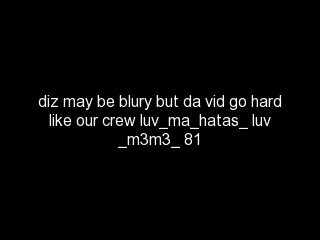 diz may be blury but da vid go hard
like our crew luv_ma_hatas_ luv
_m3m3_ 81